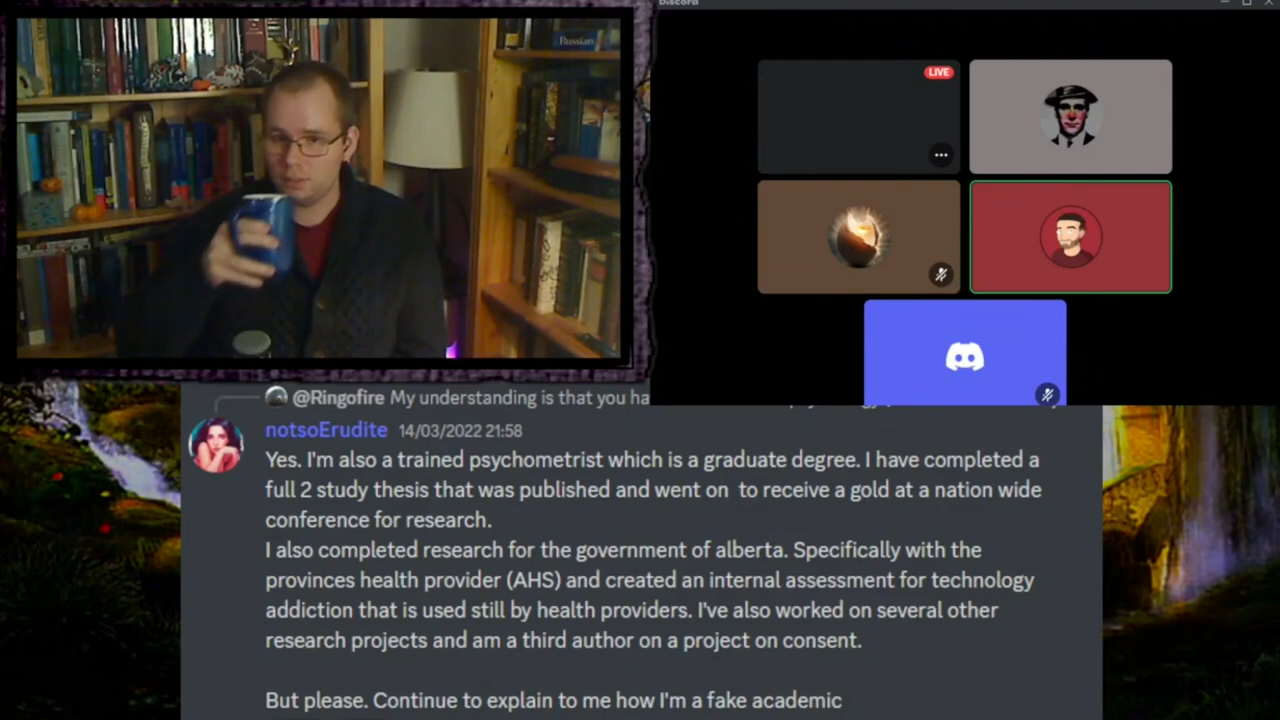 Discord
Russian
LIVE
@Ringofire My understanding is that you ha
notsoErudite 14/03/2022 21:58
Yes. I'm also a trained psychometrist which is a graduate degree. I have completed a
full 2 study thesis that was published and went on to receive a gold at a nation wide
conference for research.
I also completed research for the government of alberta. Specifically with the
provinces health provider (AHS) and created an internal assessment for technology
addiction that is used still by health providers. I've also worked on several other
research projects and am a third author on a project on consent.
But please. Continue to explain to me how I'm a fake academic